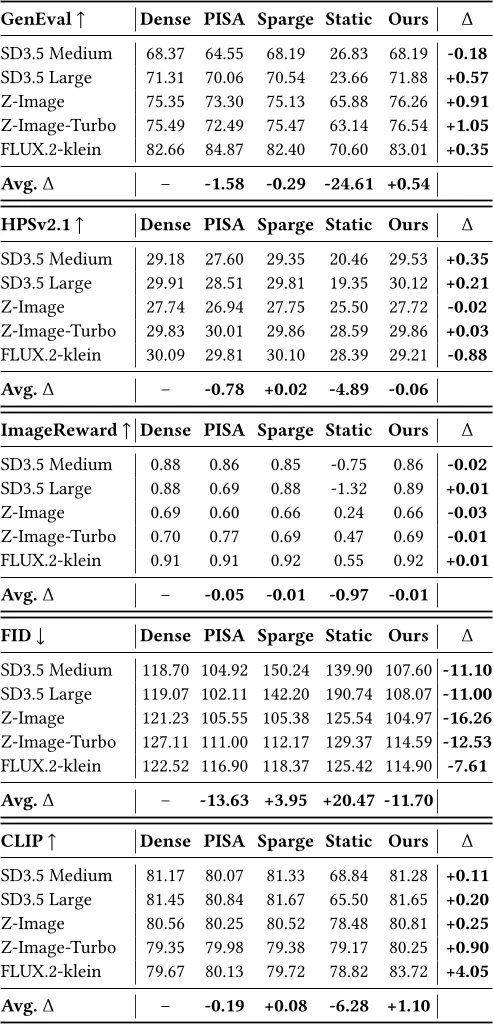 GenEval ↑ Dense PISA Sparge Static Ours Δ
SD3.5 Medium 68.37 64.55 68.19 26.83 68.19 -0.18
SD3.5 Large 71.31 70.06 70.54 23.66 71.88 +0.57
Z-Image 75.35 73.30 75.13 65.88 76.26 +0.91
Z-Image-Turbo 75.49 72.49 75.47 63.14 76.54 +1.05
FLUX.2-klein 82.66 84.87 82.40 70.60 83.01 +0.35
Avg. Δ – -1.58 -0.29 -24.61 +0.54
HPSv2.1 ↑ Dense PISA Sparge Static Ours Δ
SD3.5 Medium 29.18 27.60 29.35 20.46 29.53 +0.35
SD3.5 Large 29.91 28.51 29.81 19.35 30.12 +0.21
Z-Image 27.74 26.94 27.75 25.50 27.72 -0.02
Z-Image-Turbo 29.83 30.01 29.86 28.59 29.86 +0.03
FLUX.2-klein 30.09 29.81 30.10 28.39 29.21 -0.88
Avg. Δ – -0.78 +0.02 -4.89 -0.06
ImageReward ↑ Dense PISA Sparge Static Ours Δ
SD3.5 Medium 0.88 0.86 0.85 -0.75 0.86 -0.02
SD3.5 Large 0.88 0.69 0.88 -1.32 0.89 +0.01
Z-Image 0.69 0.60 0.66 0.24 0.66 -0.03
Z-Image-Turbo 0.70 0.77 0.69 0.47 0.69 -0.01
FLUX.2-klein 0.91 0.91 0.92 0.55 0.92 +0.01
Avg. Δ – -0.05 -0.01 -0.97 -0.01
FID ↓ Dense PISA Sparge Static Ours Δ
SD3.5 Medium 118.70 104.92 150.24 139.90 107.60 -11.10
SD3.5 Large 119.07 102.11 142.20 190.74 108.07 -11.00
Z-Image 121.23 105.55 105.38 125.54 104.97 -16.26
Z-Image-Turbo 127.11 111.00 112.17 129.37 114.59 -12.53
FLUX.2-klein 122.52 116.90 118.37 125.42 114.90 -7.61
Avg. Δ – -13.63 +3.95 +20.47 -11.70
CLIP ↑ Dense PISA Sparge Static Ours Δ
SD3.5 Medium 81.17 80.07 81.33 68.84 81.28 +0.11
SD3.5 Large 81.45 80.84 81.67 65.50 81.65 +0.20
Z-Image 80.56 80.25 80.52 78.48 80.81 +0.25
Z-Image-Turbo 79.35 79.98 79.38 79.17 80.25 +0.90
FLUX.2-klein 79.67 80.13 79.72 78.82 83.72 +4.05
Avg. Δ – -0.19 +0.08 -6.28 +1.10